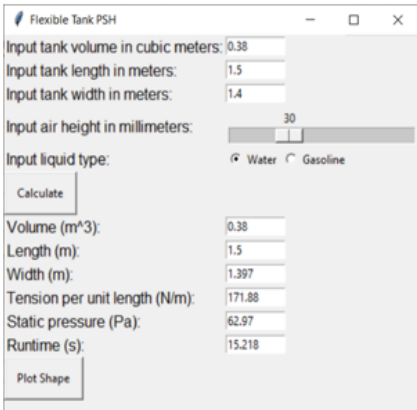 Flexible Tank PSH
Input tank volume in cubic meters: 0.38
Input tank length in meters: 1.5
Input tank width in meters: 1.4
30
Input air height in millimeters:
Input liquid type: Water Gasoline
Calculate
Volume (m^3): 0.38
Length (m): 1.5
Width (m): 1.397
Tension per unit length (N/m): 171.88
Static pressure (Pa): 62.97
Runtime (s): 15.218
Plot Shape